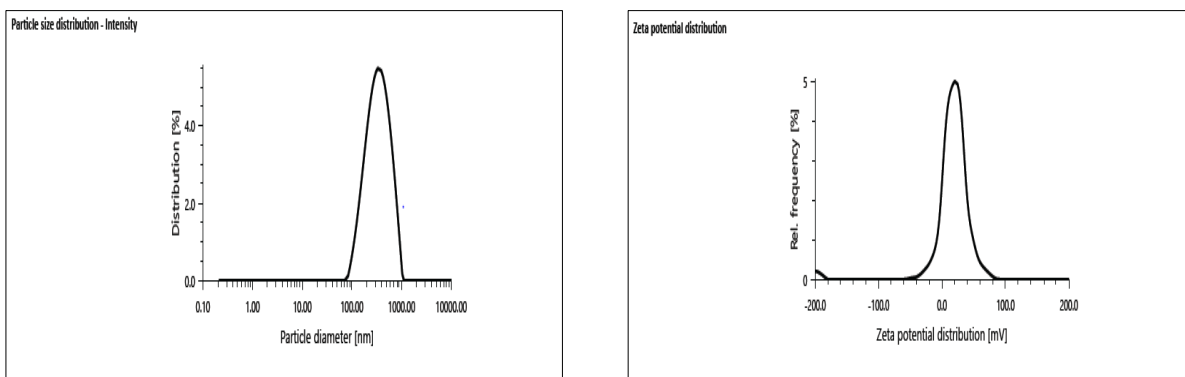 Particle size distribution - Intensity
Distribution [%]
4.0
2.0
0.0
0.10 1.00 10.00 100.00 1000.00 10000.00
Particle diameter [nm]
Zeta potential distribution
Rel. frequency [%]
5
0
-200.0 -100.0 0.0 100.0 200.0
Zeta potential distribution [mV]